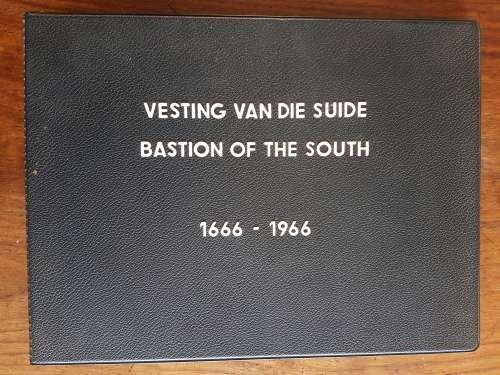 VESTING VAN DIE SUIDE
BASTION OF THE SOUTH
1666 - 1966